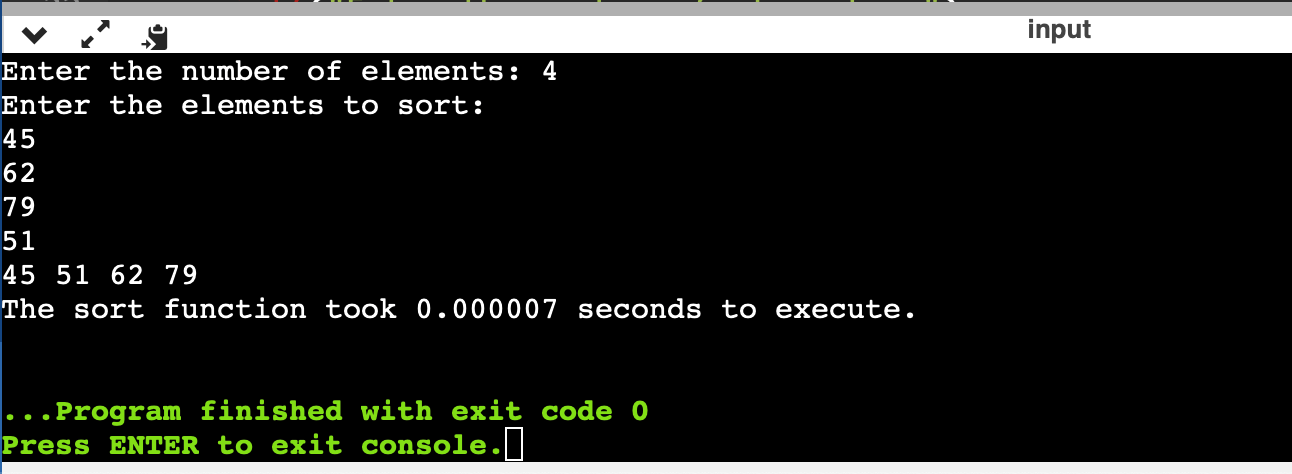 input
Enter the number of elements: 4
Enter the elements to sort:
45
62
79
51
45 51 62 79
The sort function took 0.000007 seconds to execute.
...Program finished with exit code 0
Press ENTER to exit console.